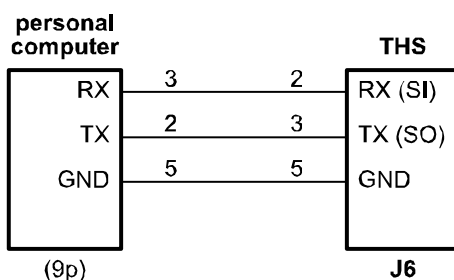 personal
computer
THS
RX 3 2 RX (SI)
TX 2 3 TX (SO)
GND 5 5 GND
(9p)
J6